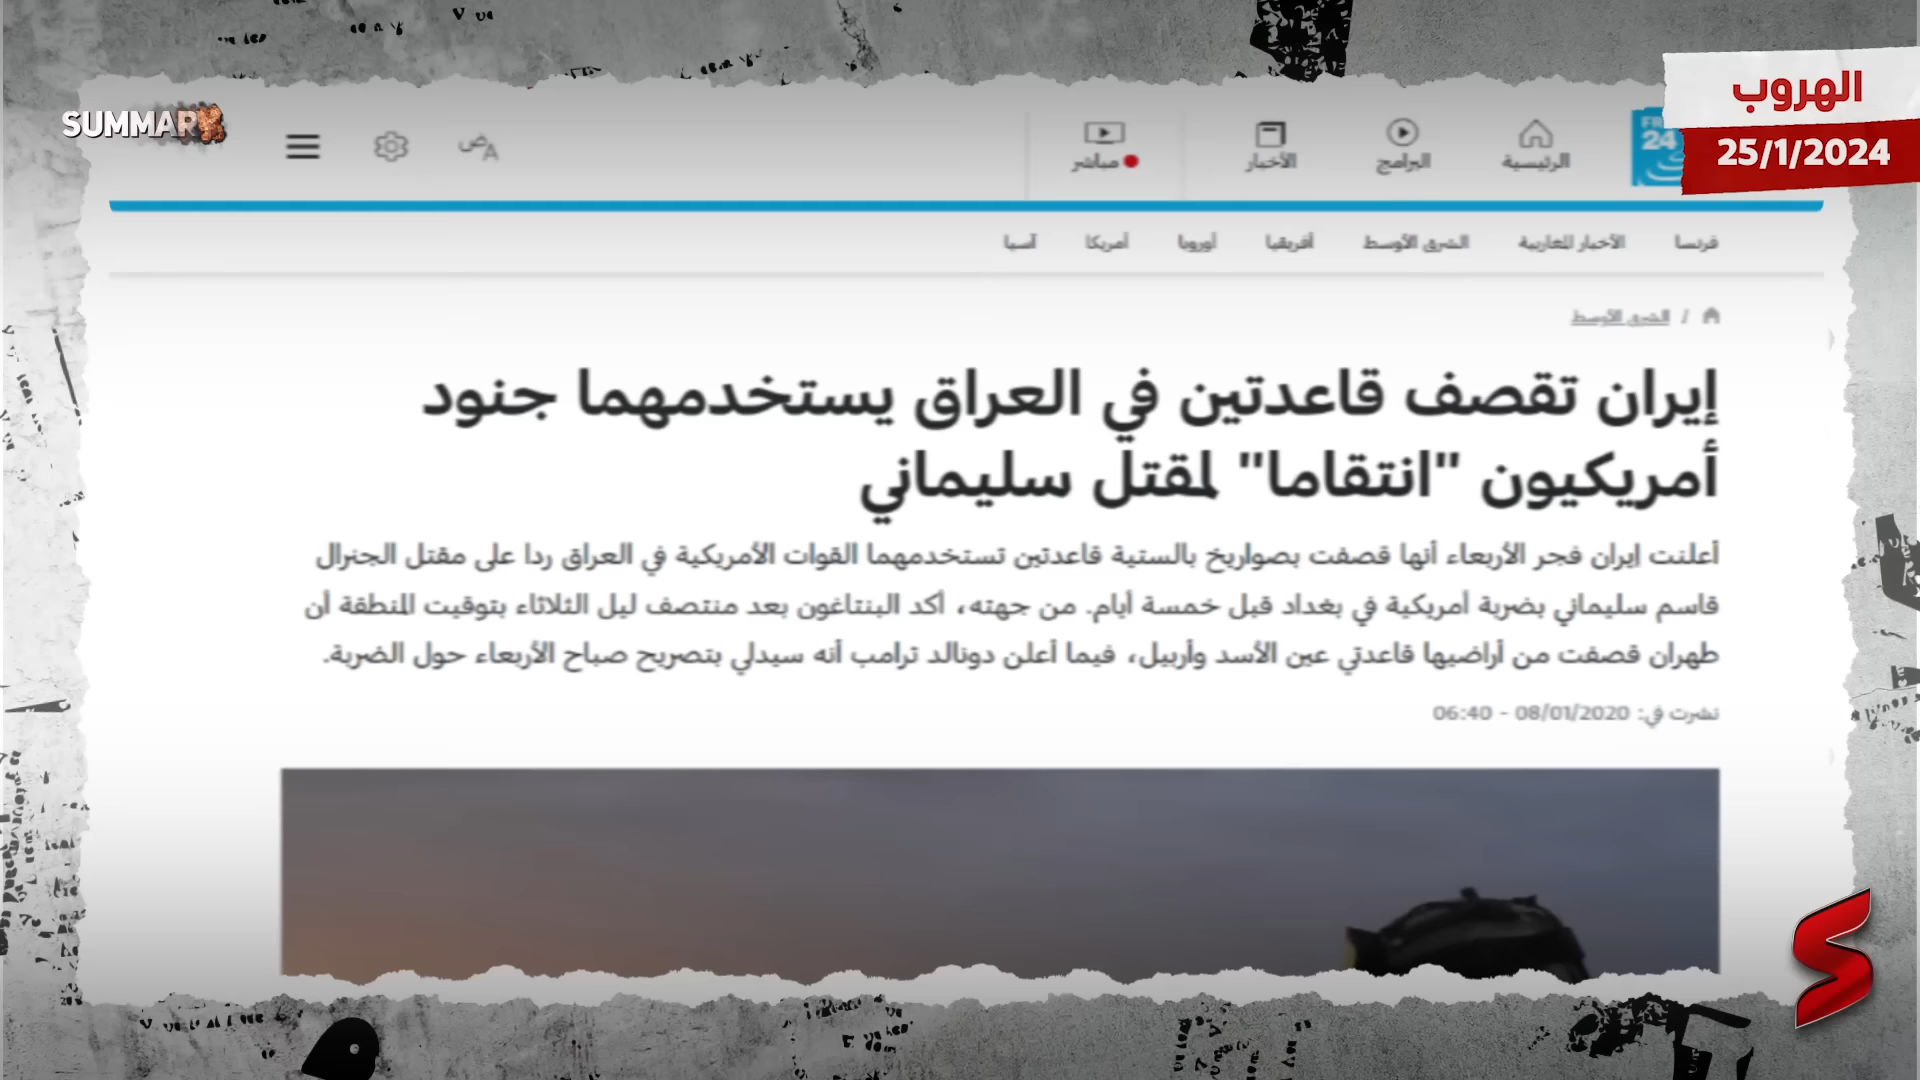 الهروب
25/1/2024
SUMMARY
FR
24
الرئيسية
البرامج
الأخبار
مباشر
ض A
فرنسا
الأخبار المغاربية
الشرق الأوسط
أفريقيا
أوروبا
أمريكا
آسيا
/ الشرق الأوسط
إيران تقصف قاعدتين في العراق يستخدمهما جنود
أمريكيون "انتقاما" لمقتل سليماني
أعلنت إيران فجر الأربعاء أنها قصفت بصواريخ بالستية قاعدتين تستخدمهما القوات الأمريكية في العراق ردا على مقتل الجنرال
قاسم سليماني بضربة أمريكية في بغداد قبل خمسة أيام. من جهته، أكد البنتاغون بعد منتصف ليل الثلاثاء بتوقيت المنطقة أن
طهران قصفت من أراضيها قاعدتي عين الأسد وأربيل، فيما أعلن دونالد ترامب أنه سيدلي بتصريح صباح الأربعاء حول الضربة.
نشرت في: 08/01/2020 - 06:40